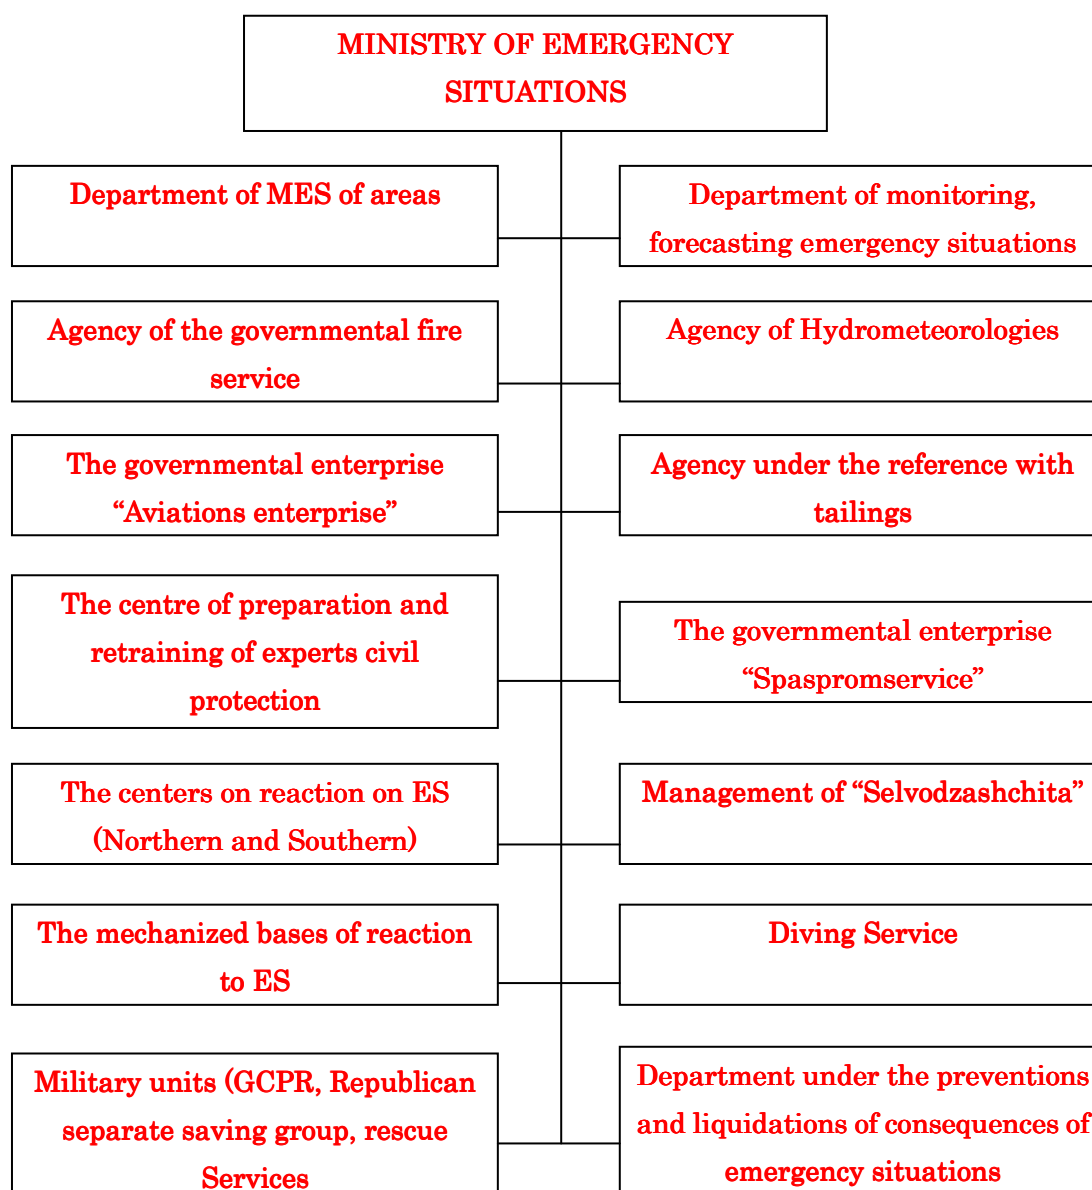 MINISTRY OF EMERGENCY
SITUATIONS
Department of MES of areas
Department of monitoring,
forecasting emergency situations
Agency of the governmental fire
service
Agency of Hydrometeorologies
The governmental enterprise
“Aviations enterprise”
Agency under the reference with
tailings
The centre of preparation and
retraining of experts civil
protection
The governmental enterprise
“Spaspromservice”
The centers on reaction on ES
(Northern and Southern)
Management of “Selvodzashchita”
The mechanized bases of reaction
to ES
Diving Service
Military units (GCPR, Republican
separate saving group, rescue
Services
Department under the preventions
and liquidations of consequences of
emergency situations